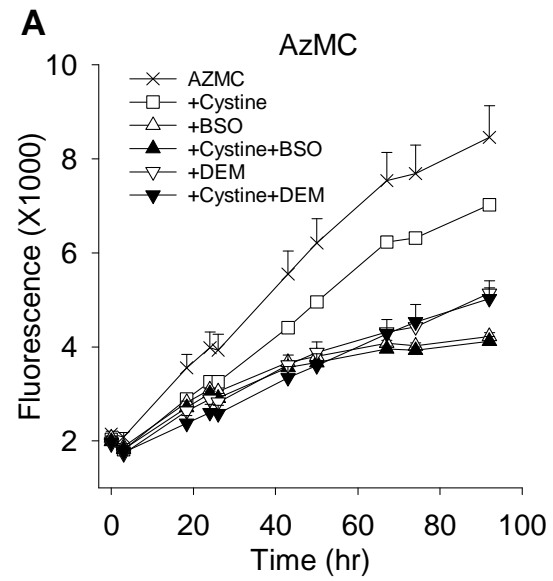 A
AzMC
10
8
6
4
2
Fluorescence (X1000)
AZMC
+Cystine
+BSO
+Cystine+BSO
+DEM
+Cystine+DEM
0 20 40 60 80 100
Time (hr)